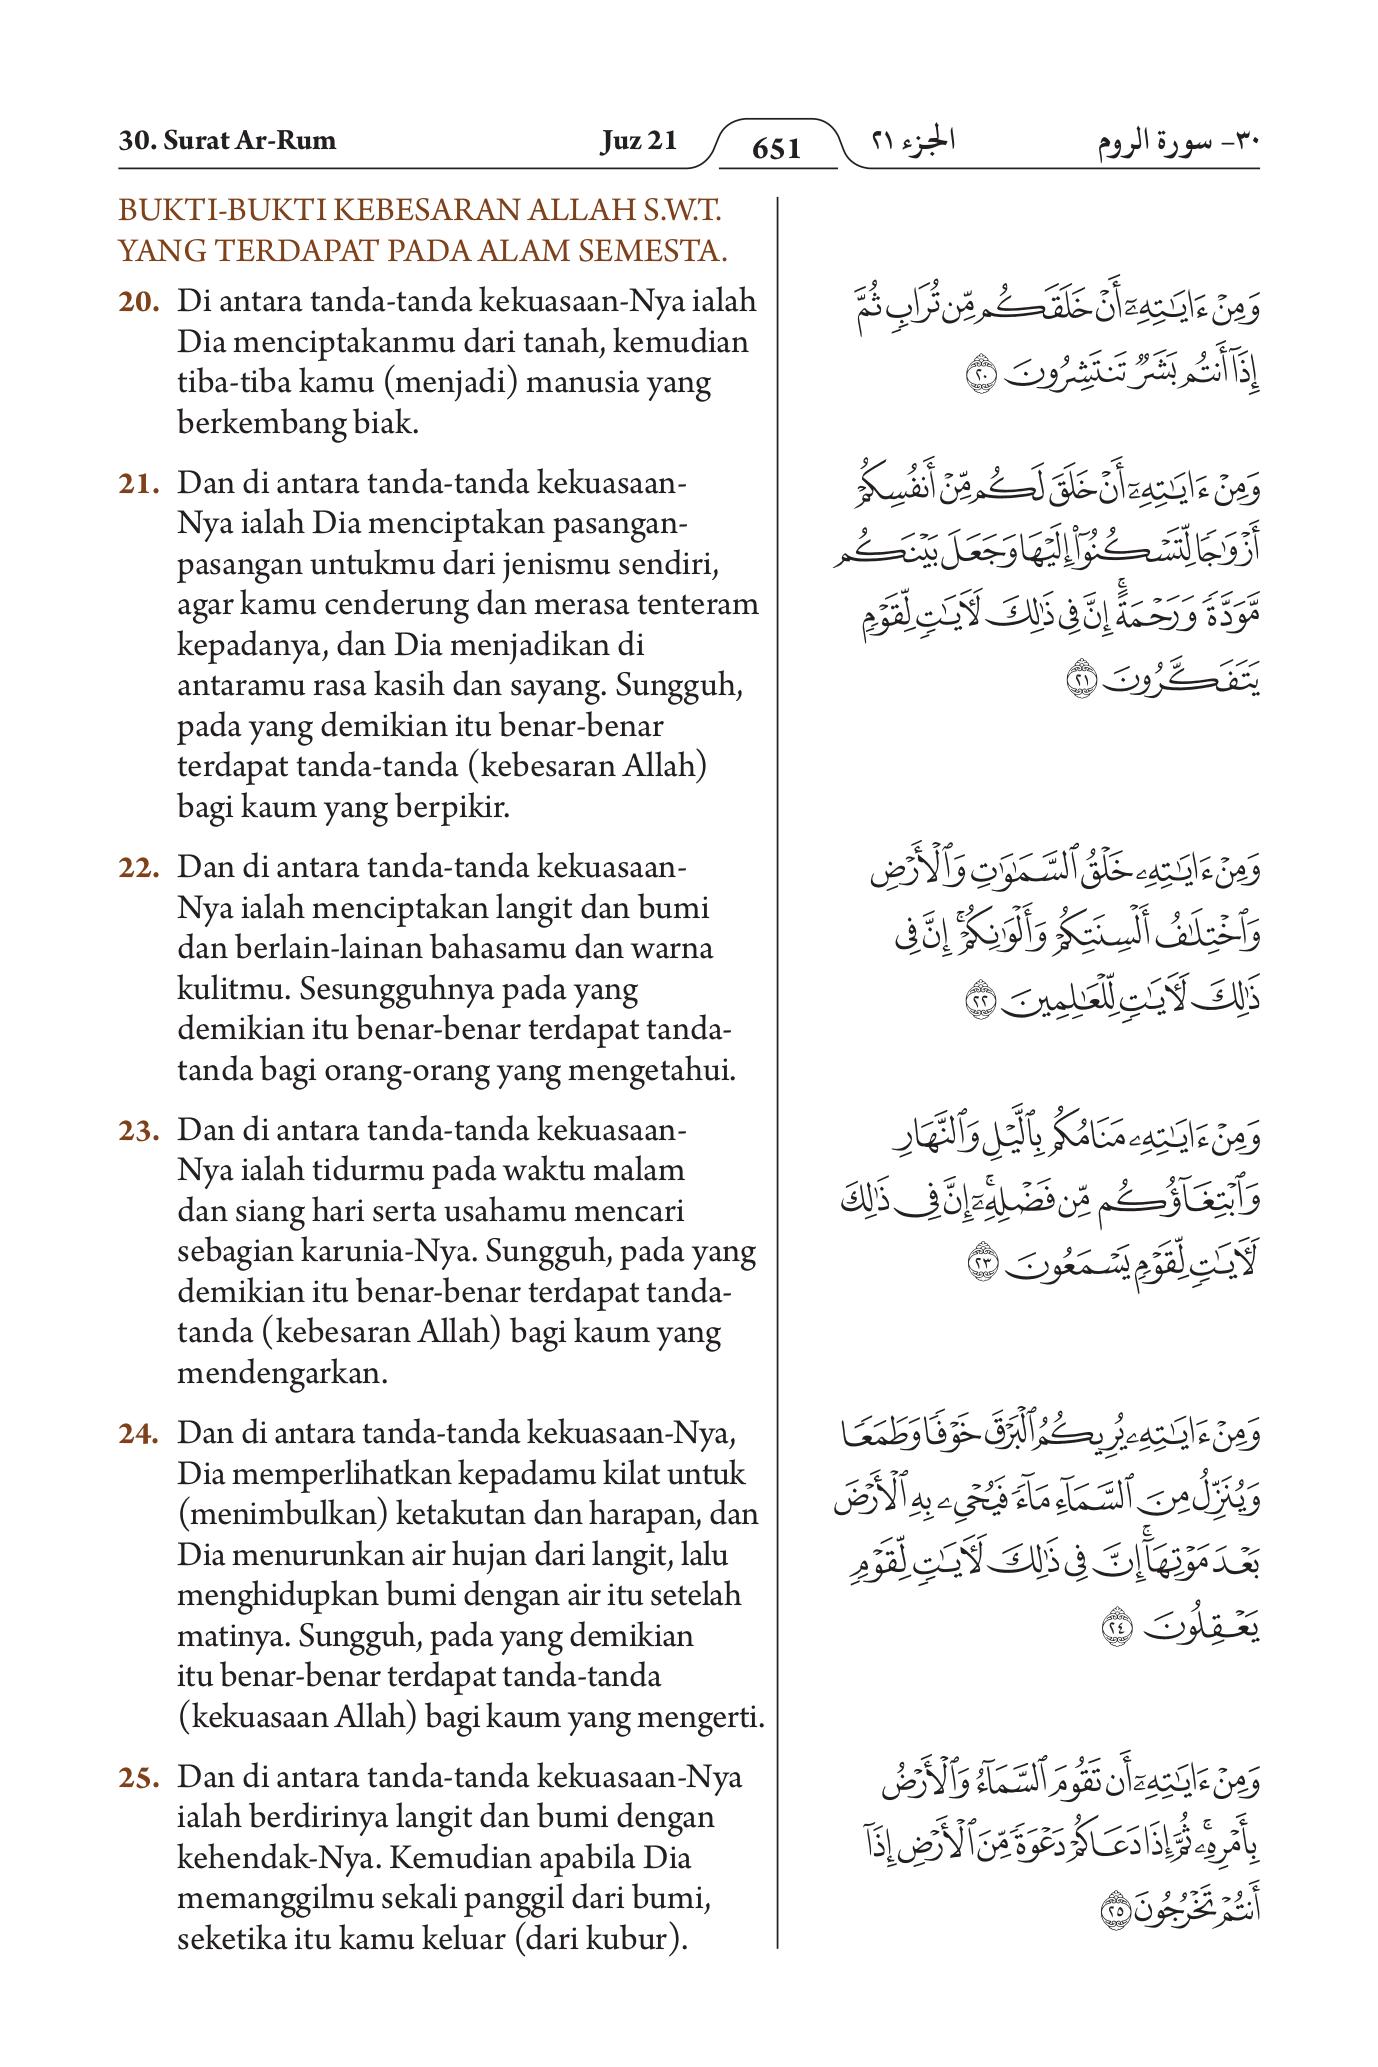 30. Surat Ar-Rum
Juz 21
651
الجزء ٢١
٣٠- سورة الروم
BUKTI-BUKTI KEBESARAN ALLAH S.W.T.
YANG TERDAPAT PADA ALAM SEMESTA.
20. Di antara tanda-tanda kekuasaan-Nya ialah
Dia menciptakanmu dari tanah, kemudian
tiba-tiba kamu (menjadi) manusia yang
berkembang biak.
وَمِنْ ءَايَـٰتِهِۦٓ أَنْ خَلَقَكُم مِّن تُرَابٍ ثُمَّ
إِذَآ أَنتُم بَشَرٌ تَنتَشِرُونَ ٢٠
21. Dan di antara tanda-tanda kekuasaan-
Nya ialah Dia menciptakan pasangan-
pasangan untukmu dari jenismu sendiri,
agar kamu cenderung dan merasa tenteram
kepadanya, dan Dia menjadikan di
antaramu rasa kasih dan sayang. Sungguh,
pada yang demikian itu benar-benar
terdapat tanda-tanda (kebesaran Allah)
bagi kaum yang berpikir.
وَمِنْ ءَايَـٰتِهِۦٓ أَنْ خَلَقَ لَكُم مِّنْ أَنفُسِكُمْ
أَزْوَٰجًا لِّتَسْكُنُوٓا۟ إِلَيْهَا وَجَعَلَ بَيْنَكُم
مَّوَدَّةً وَرَحْمَةً ۚ إِنَّ فِى ذَٰلِكَ لَـَٔايَـٰتٍ لِّقَوْمٍ
يَتَفَكَّرُونَ ٢١
22. Dan di antara tanda-tanda kekuasaan-
Nya ialah menciptakan langit dan bumi
dan berlain-lainan bahasamu dan warna
kulitmu. Sesungguhnya pada yang
demikian itu benar-benar terdapat tanda-
tanda bagi orang-orang yang mengetahui.
وَمِنْ ءَايَـٰتِهِۦ خَلْقُ ٱلسَّمَـٰوَٰتِ وَٱلْأَرْضِ
وَٱخْتِلَـٰفُ أَلْسِنَتِكُمْ وَأَلْوَٰنِكُمْ ۚ إِنَّ فِى
ذَٰلِكَ لَـَٔايَـٰتٍ لِّلْعَـٰلِمِينَ ٢٢
23. Dan di antara tanda-tanda kekuasaan-
Nya ialah tidurmu pada waktu malam
dan siang hari serta usahamu mencari
sebagian karunia-Nya. Sungguh, pada yang
demikian itu benar-benar terdapat tanda-
tanda (kebesaran Allah) bagi kaum yang
mendengarkan.
وَمِنْ ءَايَـٰتِهِۦ مَنَامُكُم بِٱلَّيْلِ وَٱلنَّهَارِ
وَٱبْتِغَآؤُكُم مِّن فَضْلِهِۦٓ ۚ إِنَّ فِى ذَٰلِكَ
لَـَٔايَـٰتٍ لِّقَوْمٍ يَسْمَعُونَ ٢٣
24. Dan di antara tanda-tanda kekuasaan-Nya,
Dia memperlihatkan kepadamu kilat untuk
(menimbulkan) ketakutan dan harapan, dan
Dia menurunkan air hujan dari langit, lalu
menghidupkan bumi dengan air itu setelah
matinya. Sungguh, pada yang demikian
itu benar-benar terdapat tanda-tanda
(kekuasaan Allah) bagi kaum yang mengerti.
وَمِنْ ءَايَـٰتِهِۦ يُرِيكُمُ ٱلْبَرْقَ خَوْفًا وَطَمَعًا
وَيُنَزِّلُ مِنَ ٱلسَّمَآءِ مَآءً فَيُحْىِۦ بِهِ ٱلْأَرْضَ
بَعْدَ مَوْتِهَآ ۚ إِنَّ فِى ذَٰلِكَ لَـَٔايَـٰتٍ لِّقَوْمٍ
يَعْقِلُونَ ٢٤
25. Dan di antara tanda-tanda kekuasaan-Nya
ialah berdirinya langit dan bumi dengan
kehendak-Nya. Kemudian apabila Dia
memanggilmu sekali panggil dari bumi,
seketika itu kamu keluar (dari kubur).
وَمِنْ ءَايَـٰتِهِۦٓ أَن تَقُومَ ٱلسَّمَآءُ وَٱلْأَرْضُ
بِأَمْرِهِۦ ۚ ثُمَّ إِذَا دَعَاكُمْ دَعْوَةً مِّنَ ٱلْأَرْضِ إِذَآ
أَنتُمْ تَخْرُجُونَ ٢٥